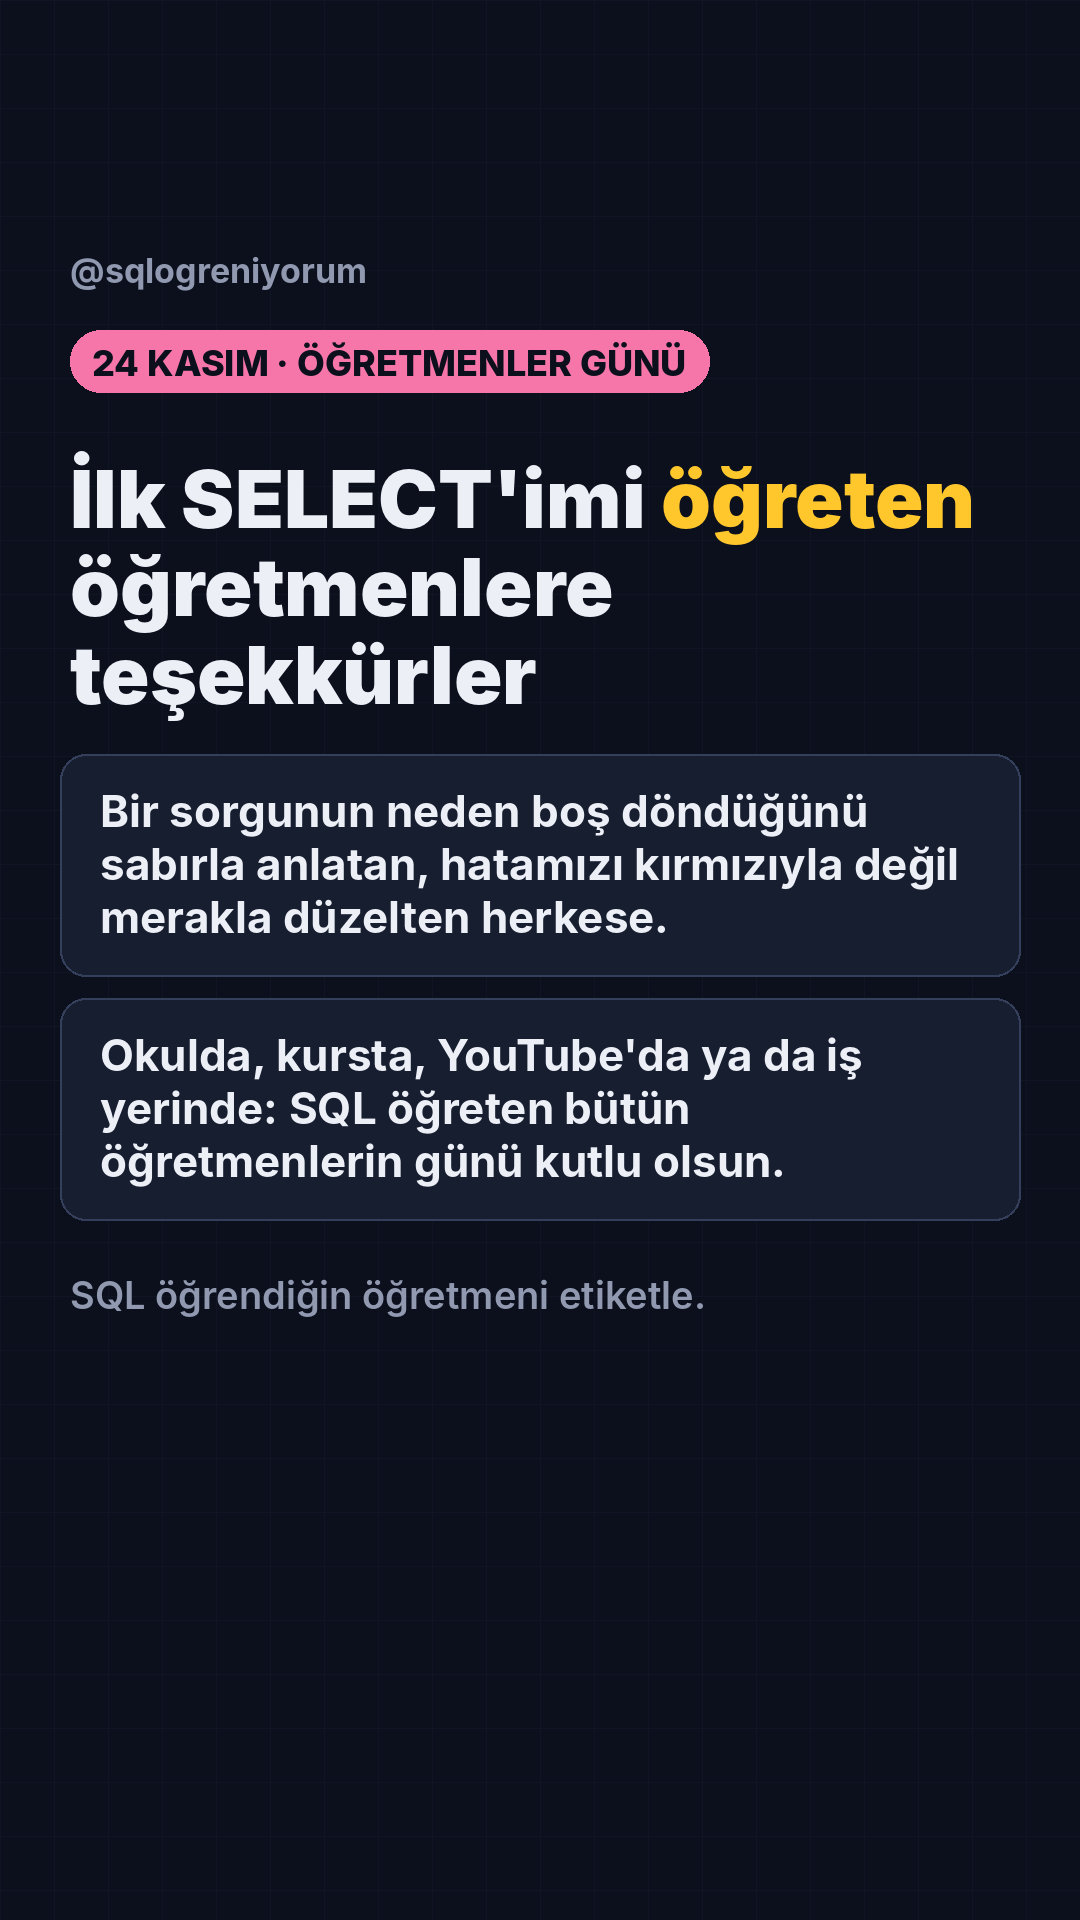 @sqlogreniyorum
24 KASIM · ÖĞRETMENLER GÜNÜ
İlk SELECT'imi öğreten
öğretmenlere
teşekkürler
Bir sorgunun neden boş döndüğünü
sabırla anlatan, hatamızı kırmızıyla değil
merakla düzelten herkese.
Okulda, kursta, YouTube'da ya da iş
yerinde: SQL öğreten bütün
öğretmenlerin günü kutlu olsun.
SQL öğrendiğin öğretmeni etiketle.